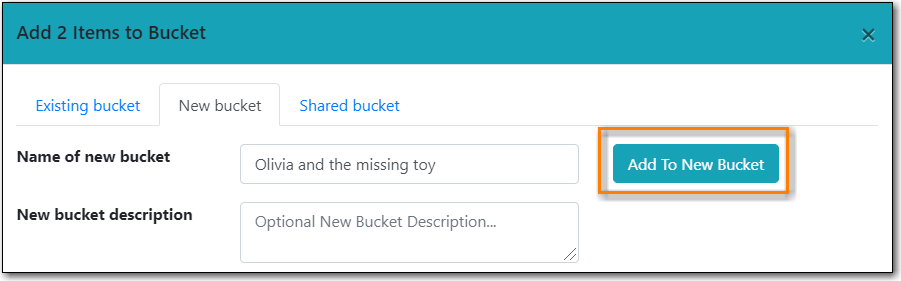 Add 2 Items to Bucket ×
Existing bucket New bucket Shared bucket
Name of new bucket Olivia and the missing toy Add To New Bucket
New bucket description Optional New Bucket Description...